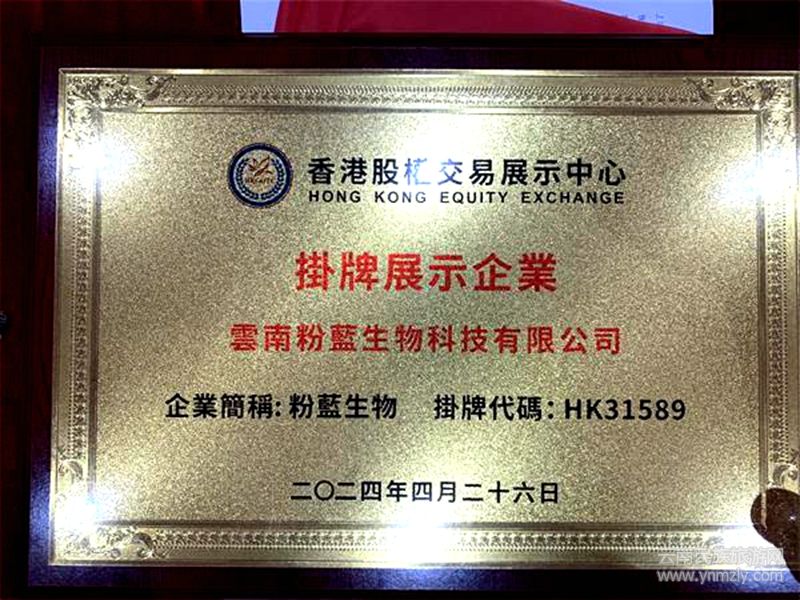 香港股權交易展示中心
HONG KONG EQUITY EXCHANGE
掛牌展示企業
雲南粉藍生物科技有限公司
企業簡稱: 粉藍生物 掛牌代碼: HK31589
二〇二四年四月二十六日
www.ynmzly.com